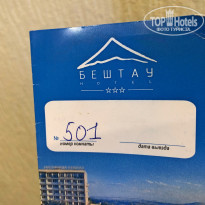 TOP Hotels
ФОТО ТУРИСТА
БЕШТАУ
HOTEL
№ 501
номер комнаты
дата выезда